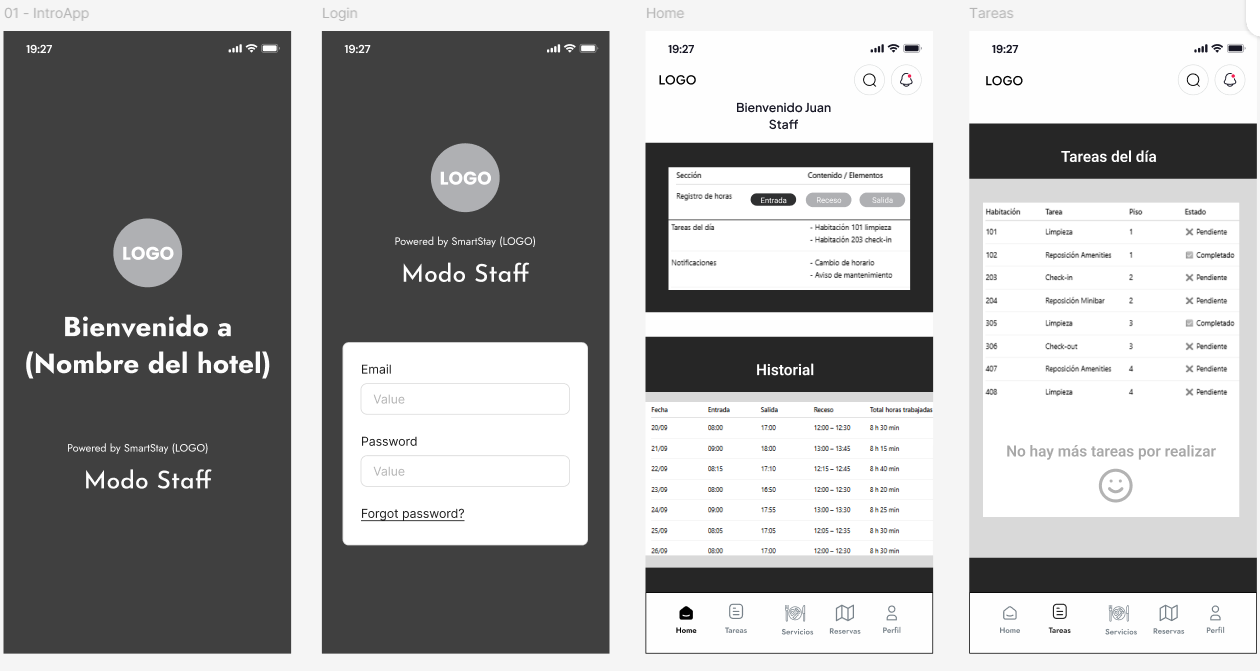 01 - IntroApp
19:27
LOGO
Bienvenido a
(Nombre del hotel)
Powered by SmartStay (LOGO)
Modo Staff
Login
19:27
LOGO
Powered by SmartStay (LOGO)
Modo Staff
Email
Value
Password
Value
Forgot password?
Home
19:27
LOGO
Bienvenido Juan
Staff
Sección Contenido / Elementos
Registro de horas Entrada Receso Salida
Tareas del día - Habitación 101 limpieza
- Habitación 203 check-in
Notificaciones - Cambio de horario
- Aviso de mantenimiento
Historial
Fecha Entrada Salida Receso Total horas trabajadas
20/09 08:00 17:00 12:00 – 12:30 8 h 30 min
21/09 09:00 18:00 13:00 – 13:45 8 h 15 min
22/09 08:15 17:10 12:15 – 12:45 8 h 40 min
23/09 08:00 16:50 12:00 – 12:30 8 h 20 min
24/09 09:00 17:55 13:00 – 13:30 8 h 25 min
25/09 08:05 17:05 12:05 – 12:35 8 h 30 min
26/09 08:00 17:00 12:00 – 12:30 8 h 30 min
Home Tareas Servicios Reservas Perfil
Tareas
19:27
LOGO
Tareas del día
Habitación Tarea Piso Estado
101 Limpieza 1 Pendiente
102 Reposición Amenities 1 Completado
203 Check-in 2 Pendiente
204 Reposición Minibar 2 Pendiente
305 Limpieza 3 Completado
306 Check-out 3 Pendiente
407 Reposición Amenities 4 Pendiente
408 Limpieza 4 Pendiente
No hay más tareas por realizar
Home Tareas Servicios Reservas Perfil